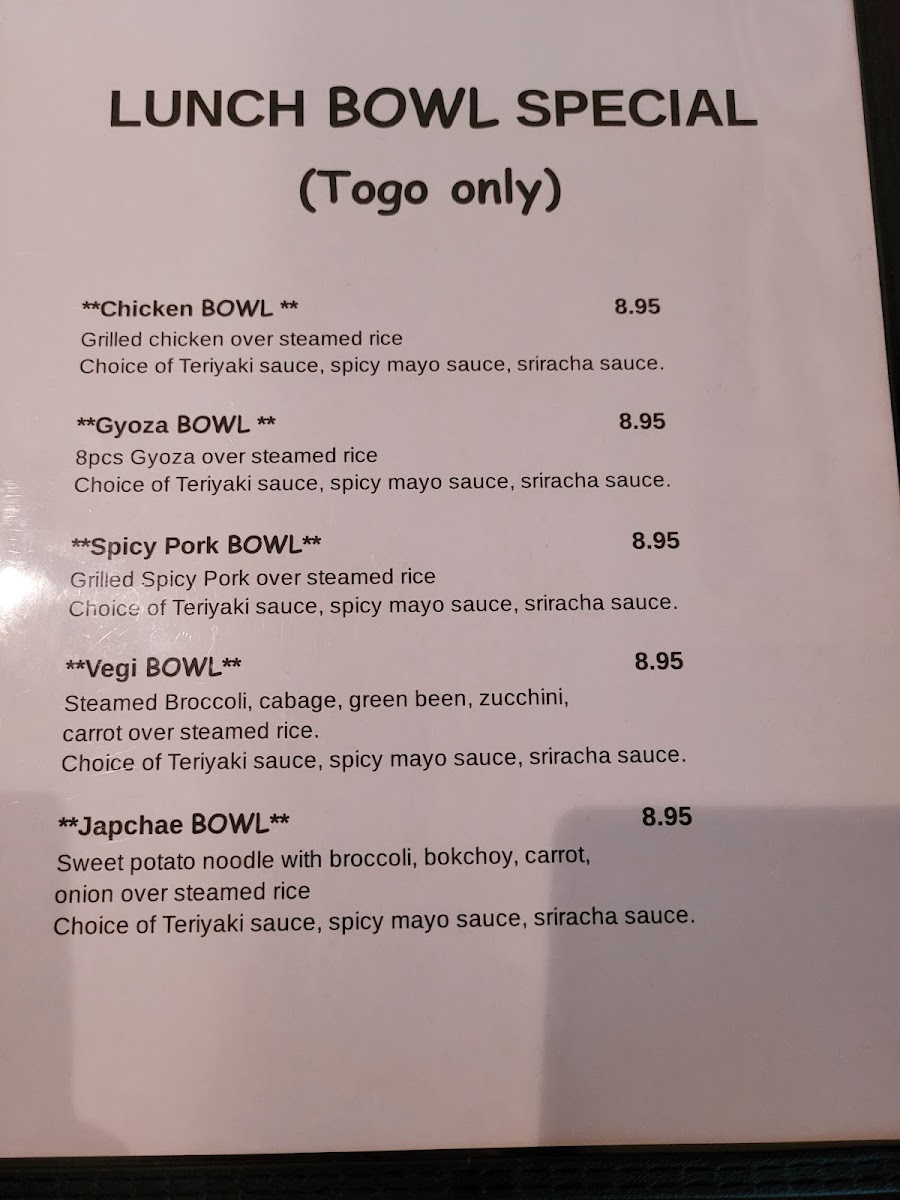 LUNCH BOWL SPECIAL
(Togo only)
**Chicken BOWL ** 8.95
Grilled chicken over steamed rice
Choice of Teriyaki sauce, spicy mayo sauce, sriracha sauce.
**Gyoza BOWL ** 8.95
8pcs Gyoza over steamed rice
Choice of Teriyaki sauce, spicy mayo sauce, sriracha sauce.
**Spicy Pork BOWL** 8.95
Grilled Spicy Pork over steamed rice
Choice of Teriyaki sauce, spicy mayo sauce, sriracha sauce.
**Vegi BOWL** 8.95
Steamed Broccoli, cabage, green been, zucchini,
carrot over steamed rice.
Choice of Teriyaki sauce, spicy mayo sauce, sriracha sauce.
**Japchae BOWL** 8.95
Sweet potato noodle with broccoli, bokchoy, carrot,
onion over steamed rice
Choice of Teriyaki sauce, spicy mayo sauce, sriracha sauce.